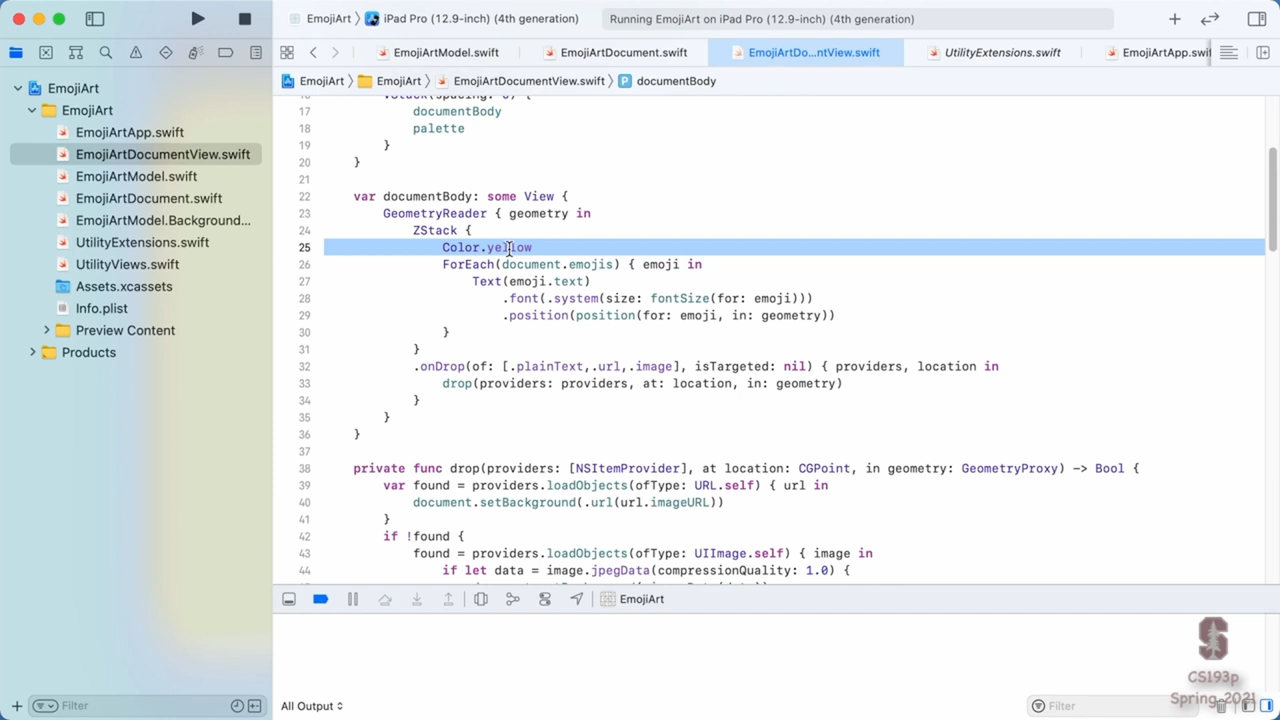 EmojiArt
iPad Pro (12.9-inch) (4th generation)
Running EmojiArt on iPad Pro (12.9-inch) (4th generation)
EmojiArtModel.swift
EmojiArtDocument.swift
EmojiArtDo...ntView.swift
UtilityExtensions.swift
EmojiArtApp.swif
EmojiArt
EmojiArt
EmojiArtDocumentView.swift
P documentBody
EmojiArt
EmojiArt
EmojiArtApp.swift
EmojiArtDocumentView.swift
EmojiArtModel.swift
EmojiArtDocument.swift
EmojiArtModel.Background...
UtilityExtensions.swift
UtilityViews.swift
Assets.xcassets
Info.plist
Preview Content
Products
Filter
17 documentBody
18 palette
19 }
20 }
21
22 var documentBody: some View {
23 GeometryReader { geometry in
24 ZStack {
25 Color.yellow
26 ForEach(document.emojis) { emoji in
27 Text(emoji.text)
28 .font(.system(size: fontSize(for: emoji)))
29 .position(position(for: emoji, in: geometry))
30 }
31 }
32 .onDrop(of: [.plainText,.url,.image], isTargeted: nil) { providers, location in
33 drop(providers: providers, at: location, in: geometry)
34 }
35 }
36 }
37
38 private func drop(providers: [NSItemProvider], at location: CGPoint, in geometry: GeometryProxy) -> Bool {
39 var found = providers.loadObjects(ofType: URL.self) { url in
40 document.setBackground(.url(url.imageURL))
41 }
42 if !found {
43 found = providers.loadObjects(ofType: UIImage.self) { image in
44 if let data = image.jpegData(compressionQuality: 1.0) {
EmojiArt
All Output
Filter
S
CS193p
Spring 2021